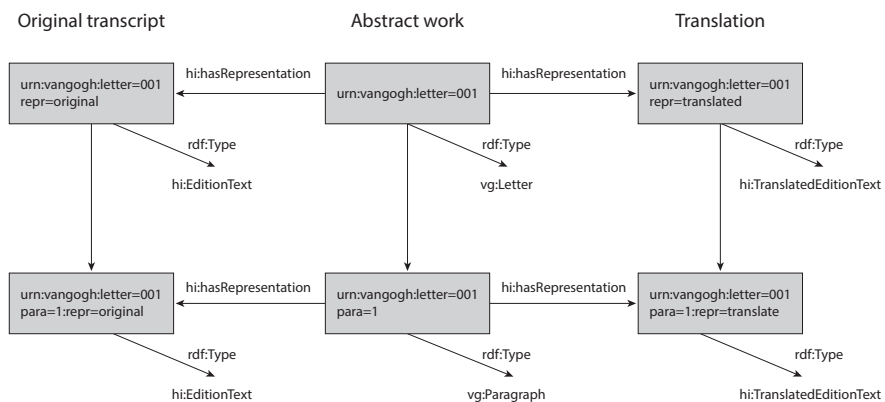 Original transcript
Abstract work
Translation
hi:hasRepresentation
hi:hasRepresentation
urn:vangogh:letter=001
repr=original
urn:vangogh:letter=001
urn:vangogh:letter=001
repr=translated
rdf:Type
rdf:Type
rdf:Type
hi:EditionText
vg:Letter
hi:TranslatedEditionText
hi:hasRepresentation
hi:hasRepresentation
urn:vangogh:letter=001
para=1:repr=original
urn:vangogh:letter=001
para=1
urn:vangogh:letter=001
para=1:repr=translate
rdf:Type
rdf:Type
rdf:Type
hi:EditionText
vg:Paragraph
hi:TranslatedEditionText